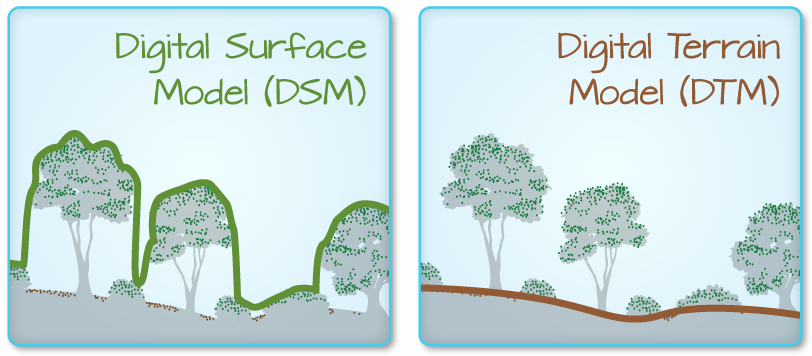 Digital Surface
Model (DSM)
Digital Terrain
Model (DTM)